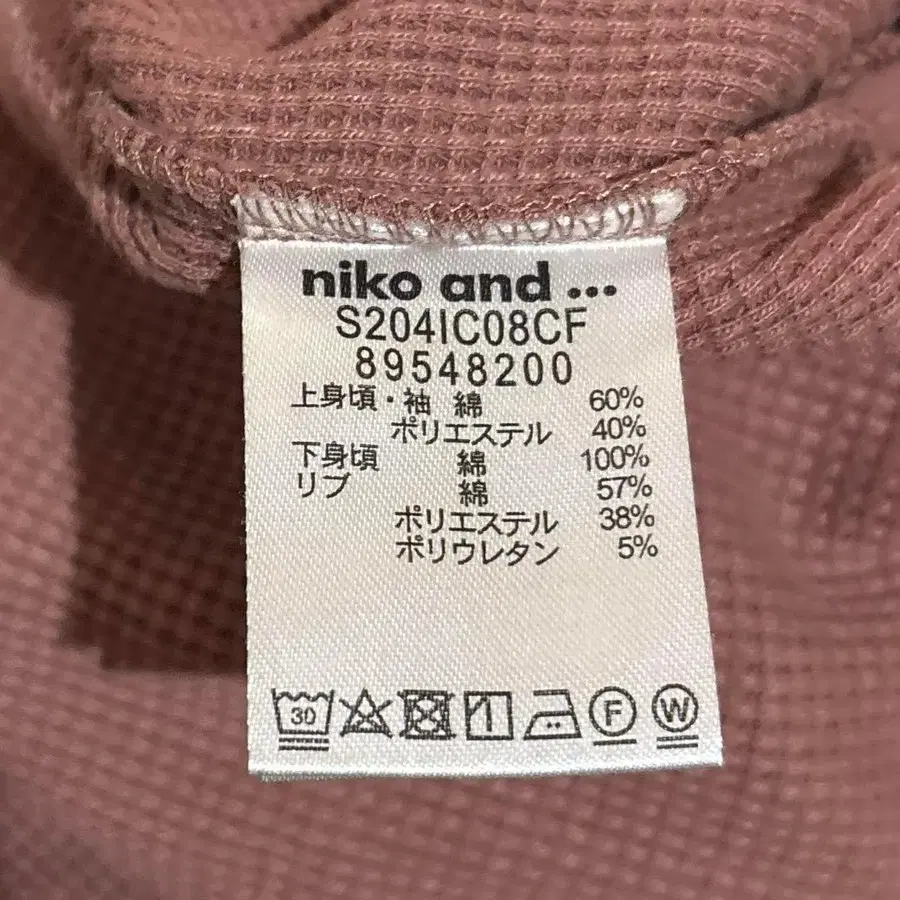 niko and ...
S204IC08CF
89548200
上身頃・袖 綿 60%
ポリエステル 40%
下身頃 綿 100%
リブ 綿 57%
ポリエステル 38%
ポリウレタン 5%
30 F W